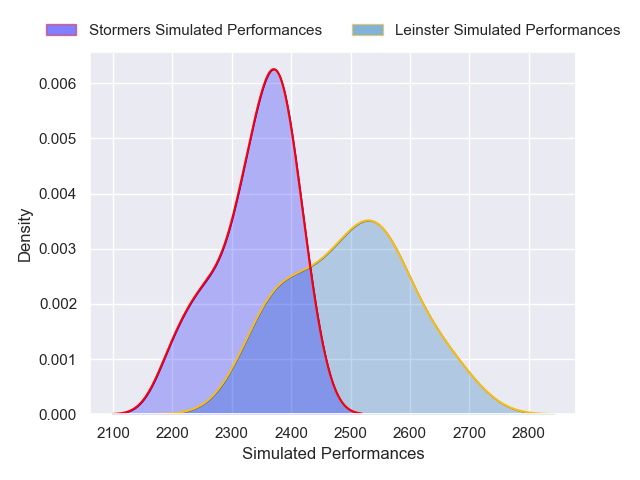 Stormers Simulated Performances Leinster Simulated Performances
0.006
0.005
0.004
0.003
0.002
0.001
0.000
Density
2100 2200 2300 2400 2500 2600 2700 2800
Simulated Performances